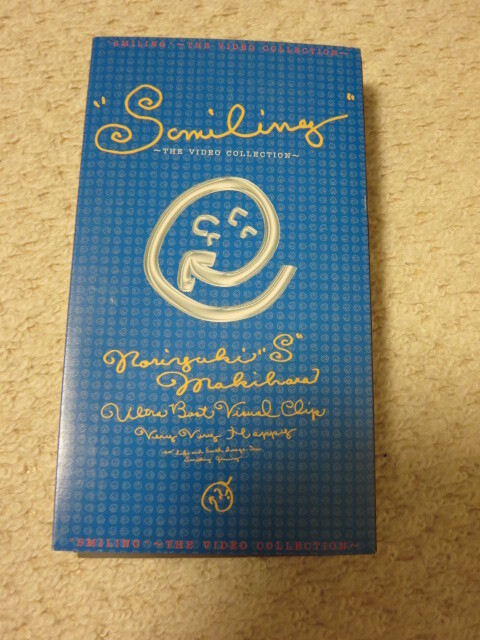 "SMILING" ~THE VIDEO COLLECTION~
"Smiling"
~THE VIDEO COLLECTION~
Noriyuki "S"
Makihara
Ultra Best Visual Clip
Very Very Happy
"SMILING" ~THE VIDEO COLLECTION~